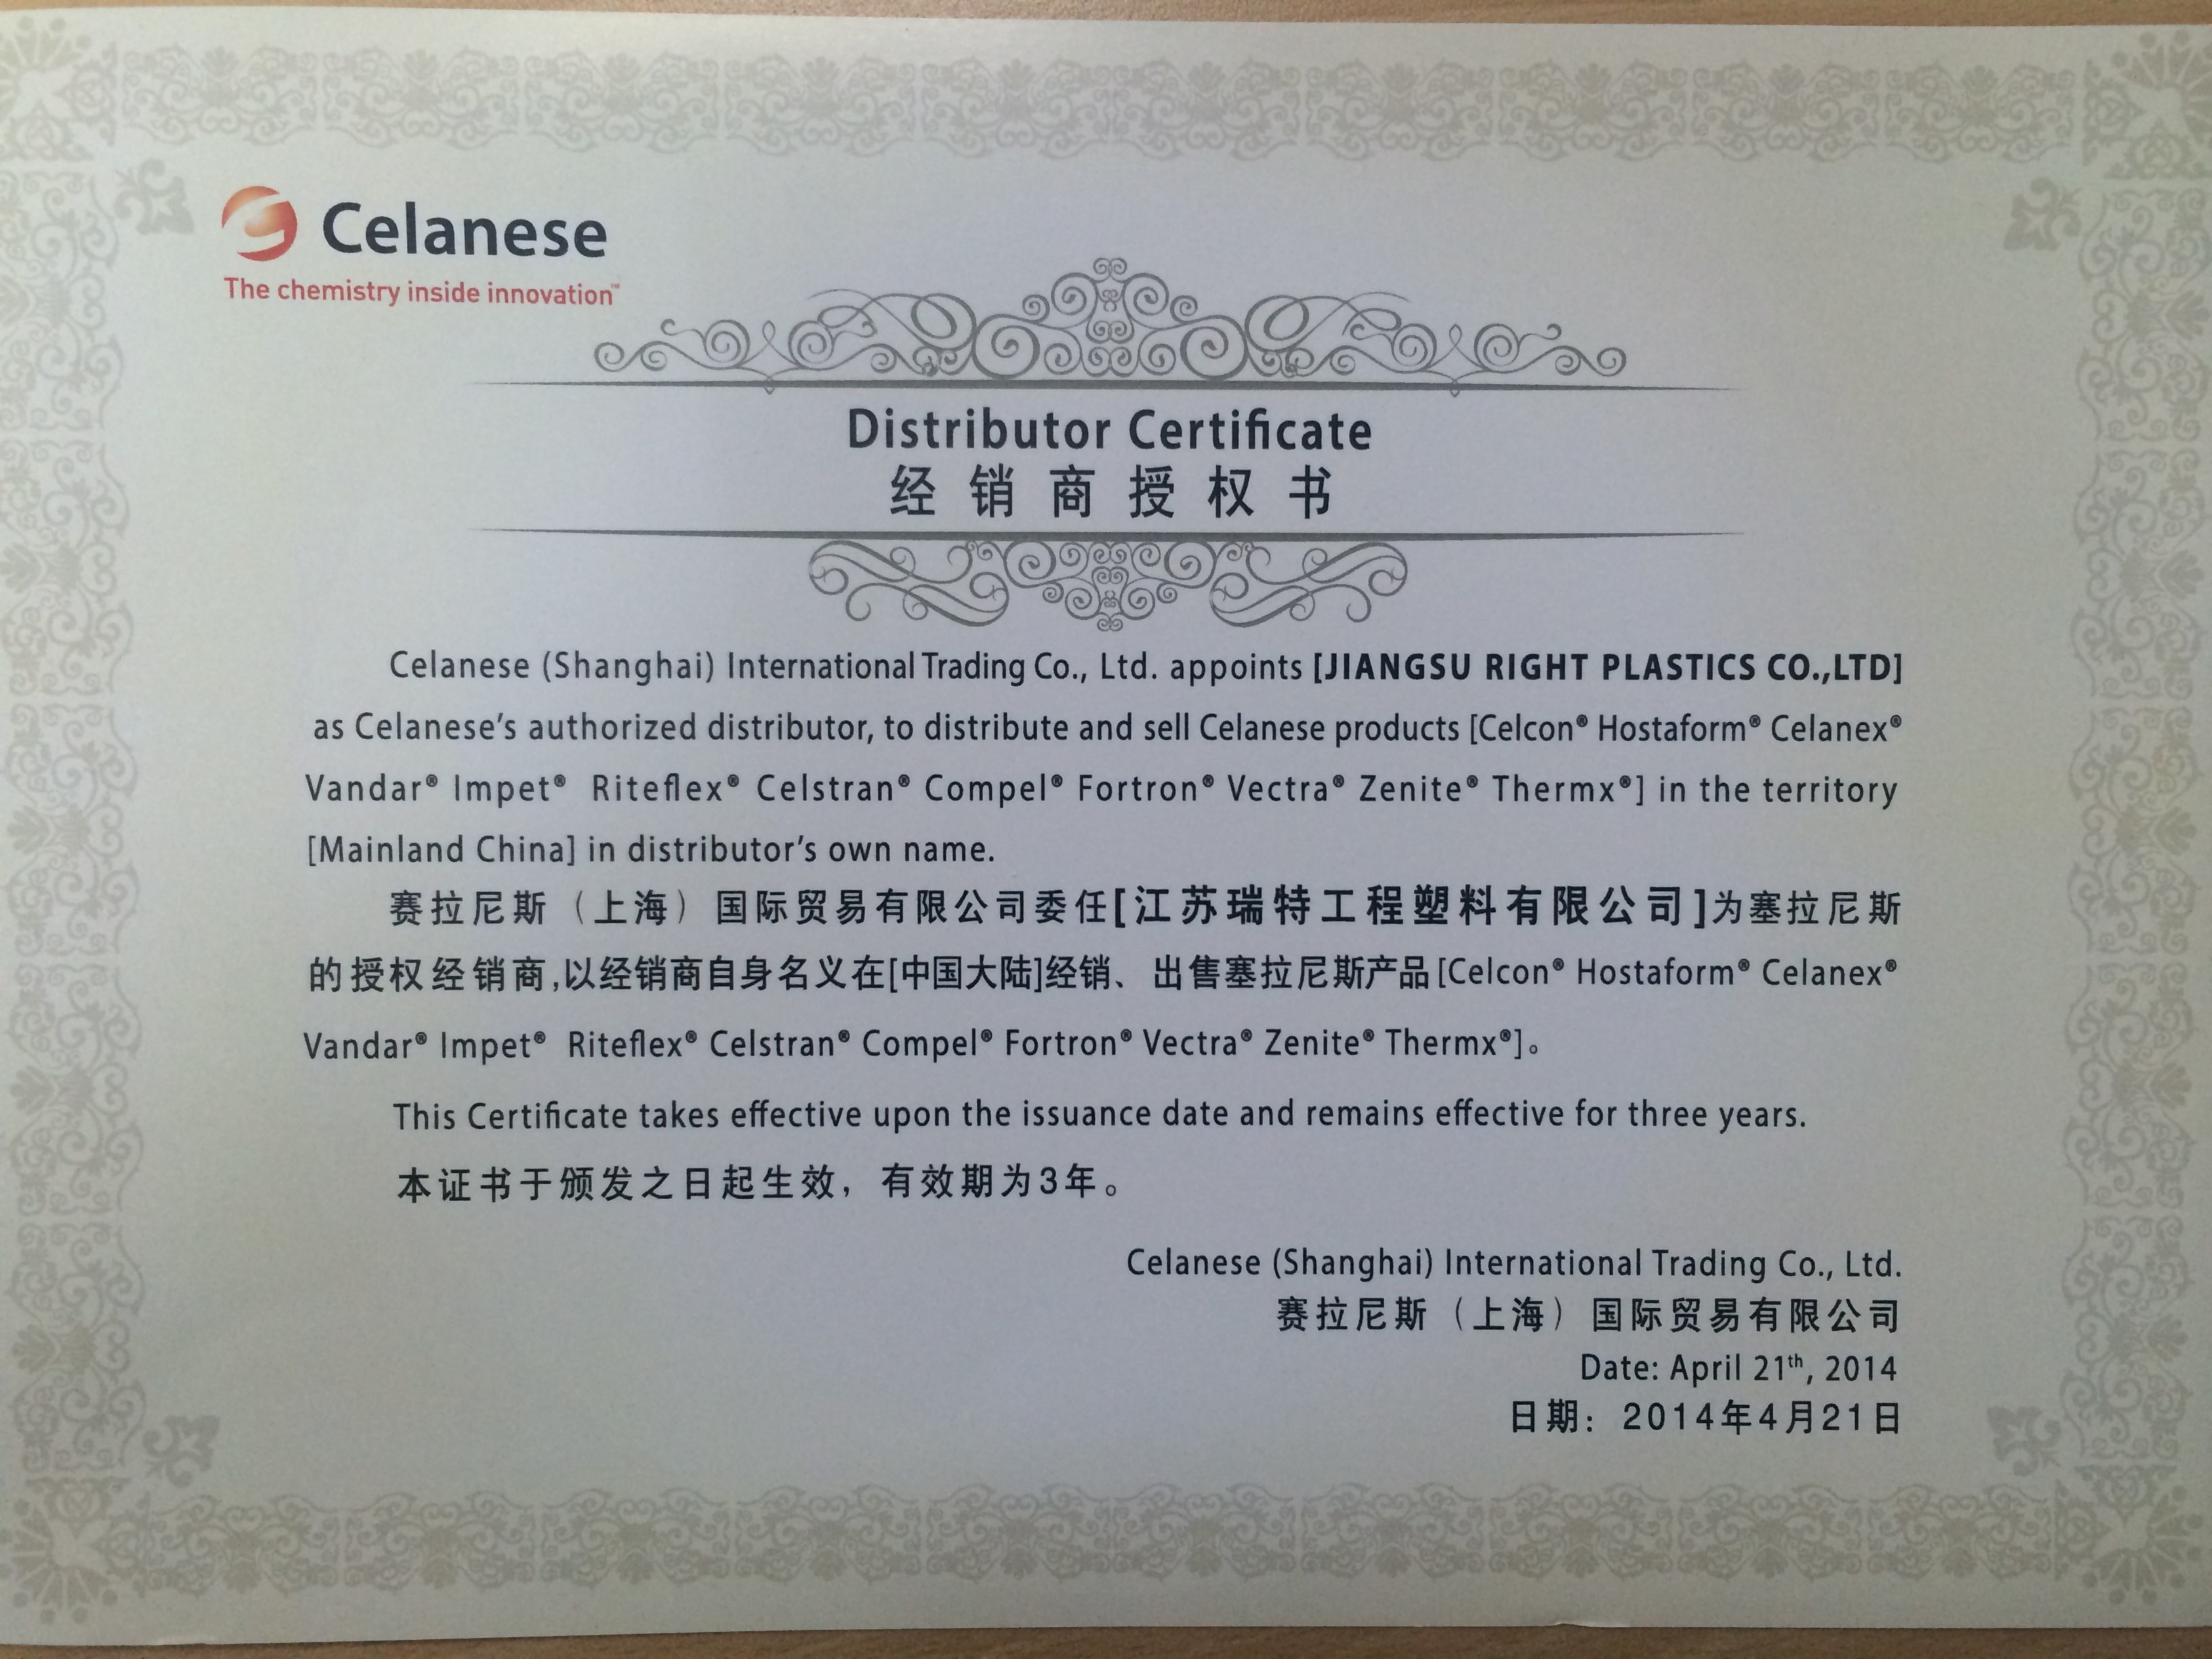 Celanese
The chemistry inside innovation™
Distributor Certificate
经销商授权书
Celanese (Shanghai) International Trading Co., Ltd. appoints [JIANGSU RIGHT PLASTICS CO.,LTD]
as Celanese's authorized distributor, to distribute and sell Celanese products [Celcon® Hostaform® Celanex®
Vandar® Impet® Riteflex® Celstran® Compel® Fortron® Vectra® Zenite® Thermx®] in the territory
[Mainland China] in distributor's own name.
赛拉尼斯（上海）国际贸易有限公司委任[江苏瑞特工程塑料有限公司]为塞拉尼斯
的授权经销商,以经销商自身名义在[中国大陆]经销、出售塞拉尼斯产品[Celcon® Hostaform® Celanex®
Vandar® Impet® Riteflex® Celstran® Compel® Fortron® Vectra® Zenite® Thermx®]。
This Certificate takes effective upon the issuance date and remains effective for three years.
本证书于颁发之日起生效，有效期为3年。
Celanese (Shanghai) International Trading Co., Ltd.
赛拉尼斯（上海）国际贸易有限公司
Date: April 21th, 2014
日期：2014年4月21日